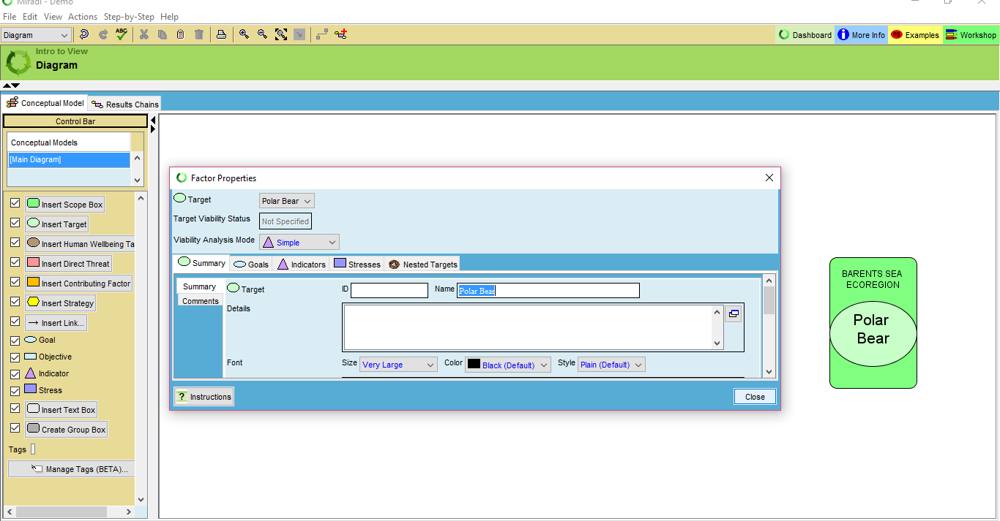 Miradi - Demo
File Edit View Actions Step-by-Step Help
Diagram ABC Dashboard More Info Examples Workshop
Intro to View
Diagram
Conceptual Model Results Chains
Control Bar
Conceptual Models
[Main Diagram]
Insert Scope Box
Insert Target
Insert Human Wellbeing Ta
Insert Direct Threat
Insert Contributing Factor
Insert Strategy
Insert Link...
Goal
Objective
Indicator
Stress
Insert Text Box
Create Group Box
Tags
Manage Tags (BETA)...
Factor Properties
Target Polar Bear
Target Viability Status Not Specified
Viability Analysis Mode Simple
Summary Goals Indicators Stresses Nested Targets
Summary
Comments
Target ID Name Polar Bear
Details
Font Size Very Large Color Black (Default) Style Plain (Default)
? Instructions Close
BARENTS SEA
ECOREGION
Polar
Bear